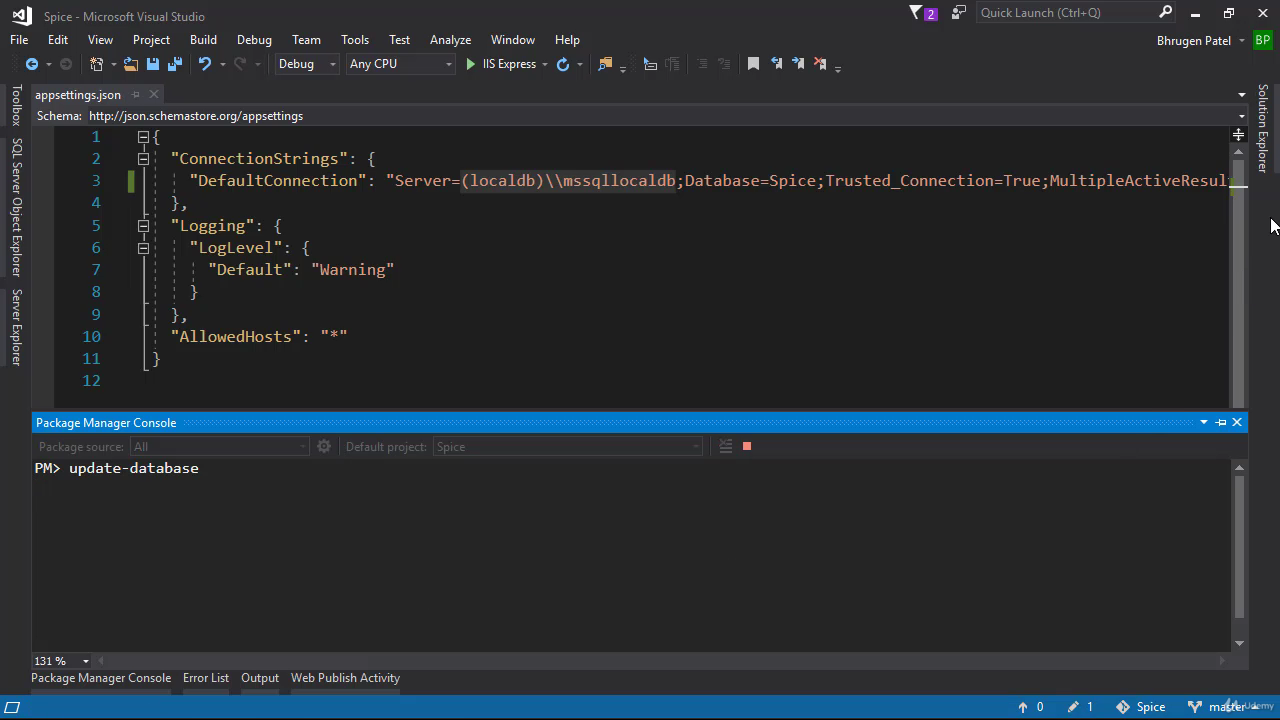 Spice - Microsoft Visual Studio
2
Quick Launch (Ctrl+Q)
File Edit View Project Build Debug Team Tools Test Analyze Window Help
Bhrugen Patel BP
Debug Any CPU IIS Express
appsettings.json
Schema: http://json.schemastore.org/appsettings
Toolbox
SQL Server Object Explorer
Server Explorer
Solution Explorer
1 {
2 "ConnectionStrings": {
3 "DefaultConnection": "Server=(localdb)\\mssqllocaldb;Database=Spice;Trusted_Connection=True;MultipleActiveResul
4 },
5 "Logging": {
6 "LogLevel": {
7 "Default": "Warning"
8 }
9 },
10 "AllowedHosts": "*"
11 }
12
Package Manager Console
Package source: All Default project: Spice
PM> update-database
131 %
Package Manager Console Error List Output Web Publish Activity
0 1 Spice master
Udemy